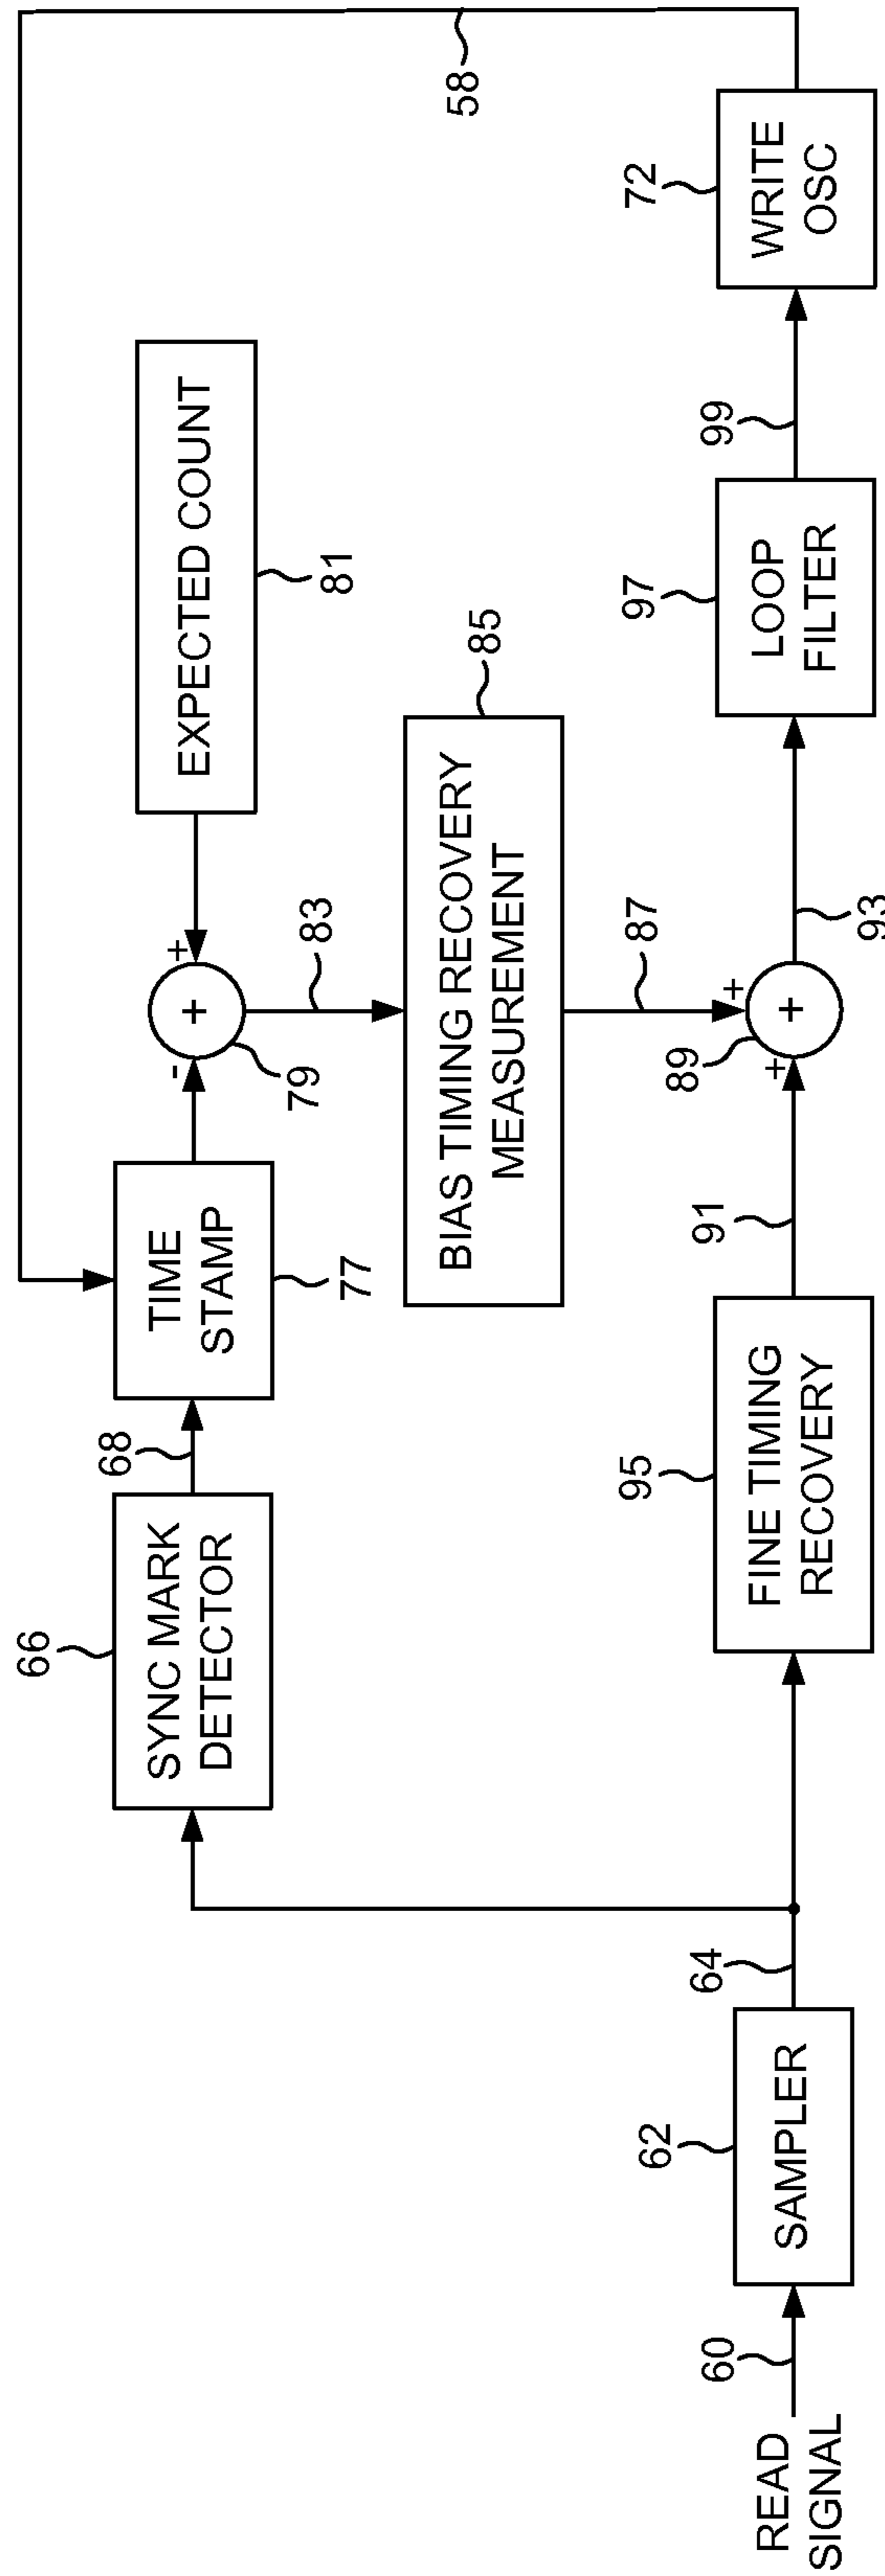 58
66
SYNC MARK
DETECTOR
68
TIME
STAMP
77
-
+
+
79
EXPECTED COUNT
81
83
BIAS TIMING RECOVERY
MEASUREMENT
85
87
READ
SIGNAL
60
62
SAMPLER
64
95
FINE TIMING
RECOVERY
91
89
+
+
+
93
97
LOOP
FILTER
99
72
WRITE
OSC